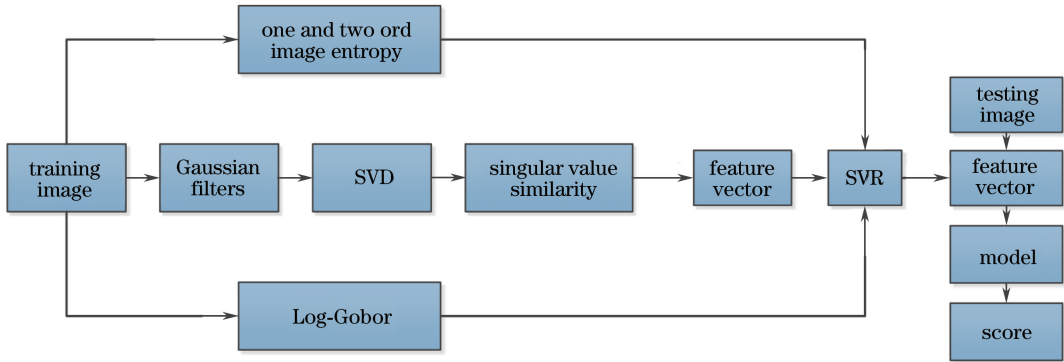 one and two ord
image entropy
testing
image
training
image
Gaussian
filters
SVD
singular value
similarity
feature
vector
SVR
feature
vector
model
Log-Gobor
score